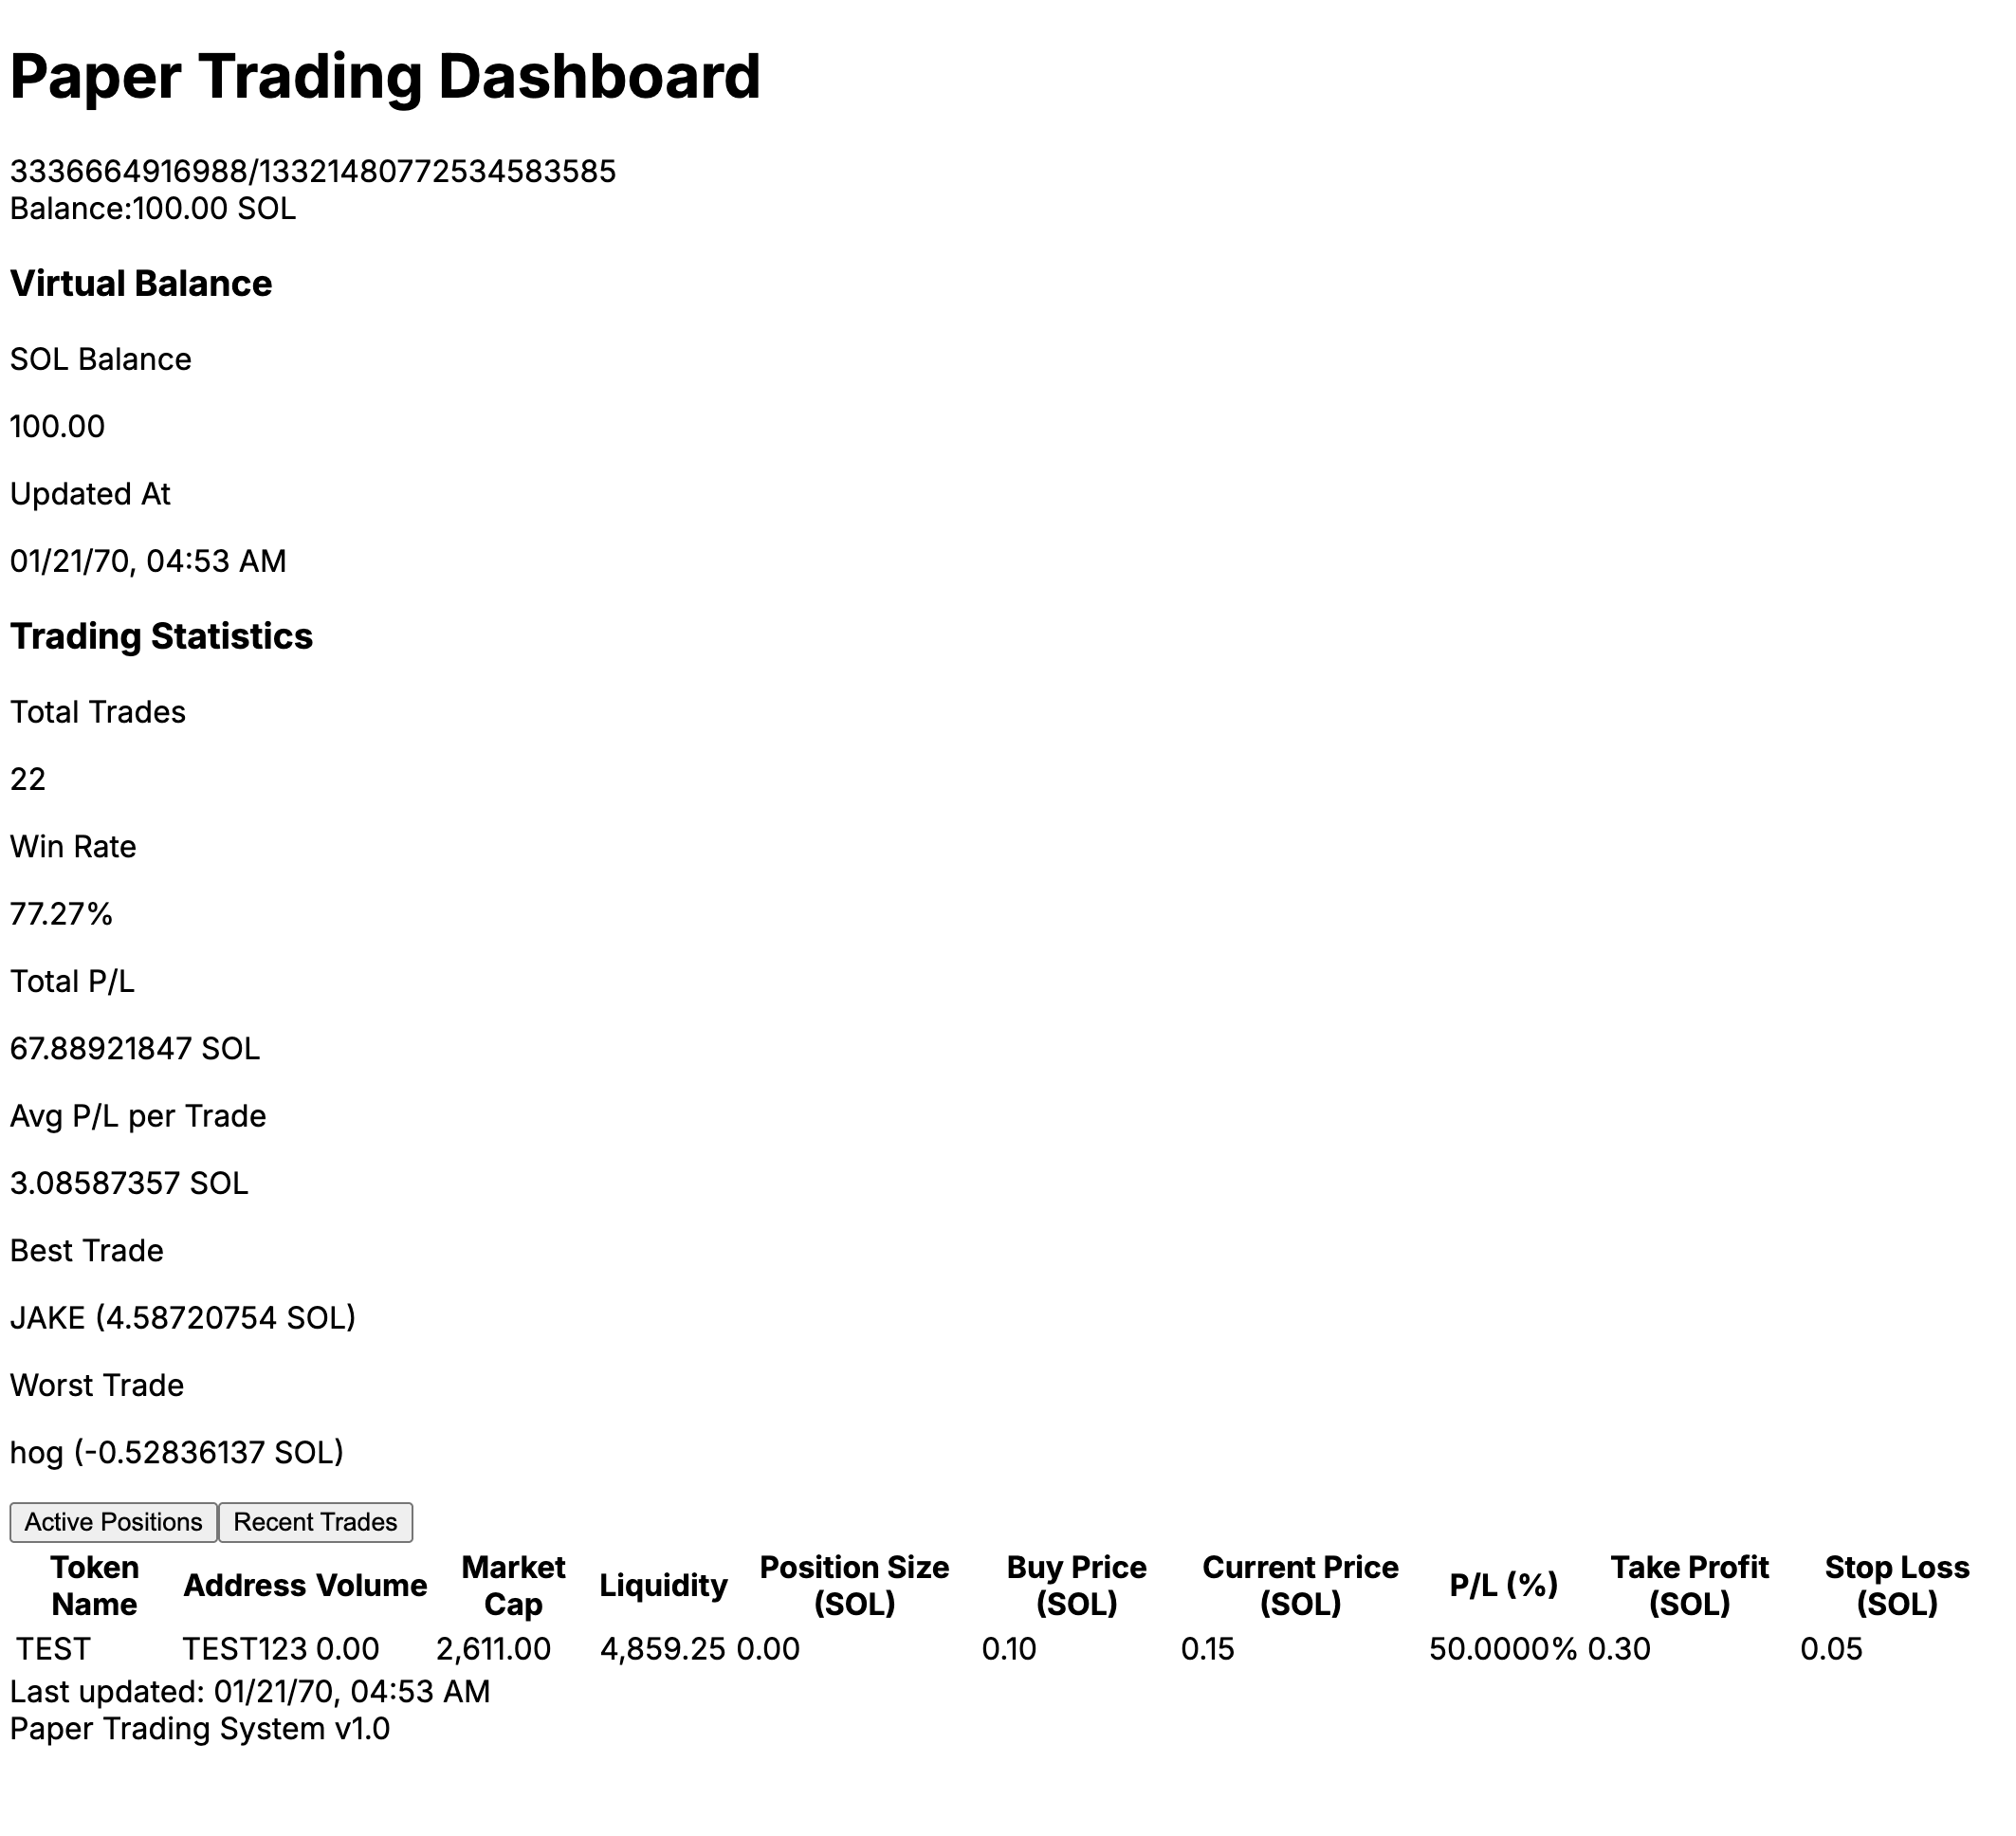 Paper Trading Dashboard
3336664916988/13321480772534583585
Balance:100.00 SOL
Virtual Balance
SOL Balance
100.00
Updated At
01/21/70, 04:53 AM
Trading Statistics
Total Trades
22
Win Rate
77.27%
Total P/L
67.88921847 SOL
Avg P/L per Trade
3.08587357 SOL
Best Trade
JAKE (4.58720754 SOL)
Worst Trade
hog (-0.52836137 SOL)
Active Positions Recent Trades
Token Name Address Volume Market Cap Liquidity Position Size (SOL) Buy Price (SOL) Current Price (SOL) P/L (%) Take Profit (SOL) Stop Loss (SOL)
TEST TEST123 0.00 2,611.00 4,859.25 0.00 0.10 0.15 50.0000% 0.30 0.05
Last updated: 01/21/70, 04:53 AM
Paper Trading System v1.0